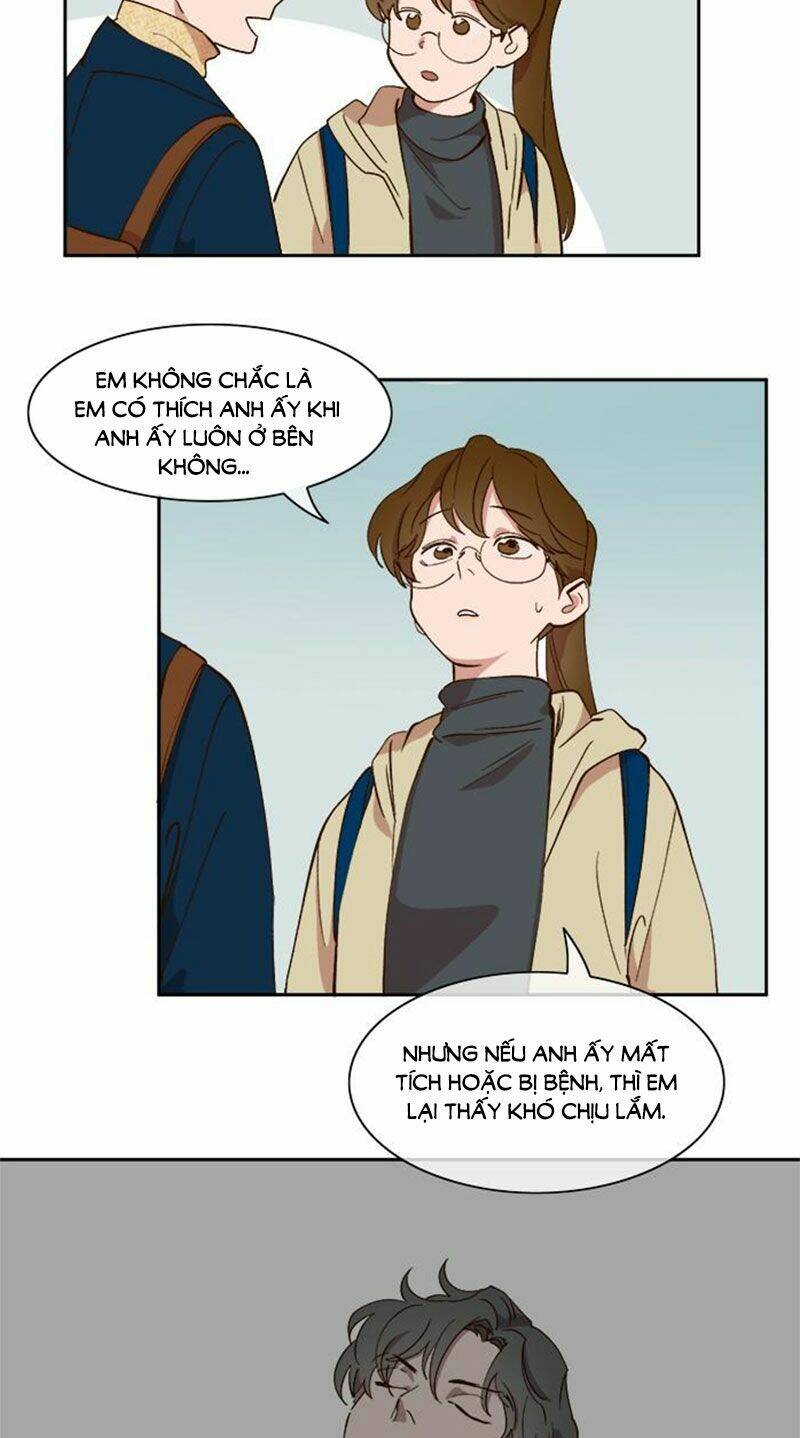 EM KHÔNG CHẮC LÀ
EM CÓ THÍCH ANH ẤY KHI
ANH ẤY LUÔN Ở BÊN
KHÔNG...
NHƯNG NẾU ANH ẤY MẤT
TÍCH HOẶC BỊ BỆNH, THÌ EM
LẠI THẤY KHÓ CHỊU LẮM.